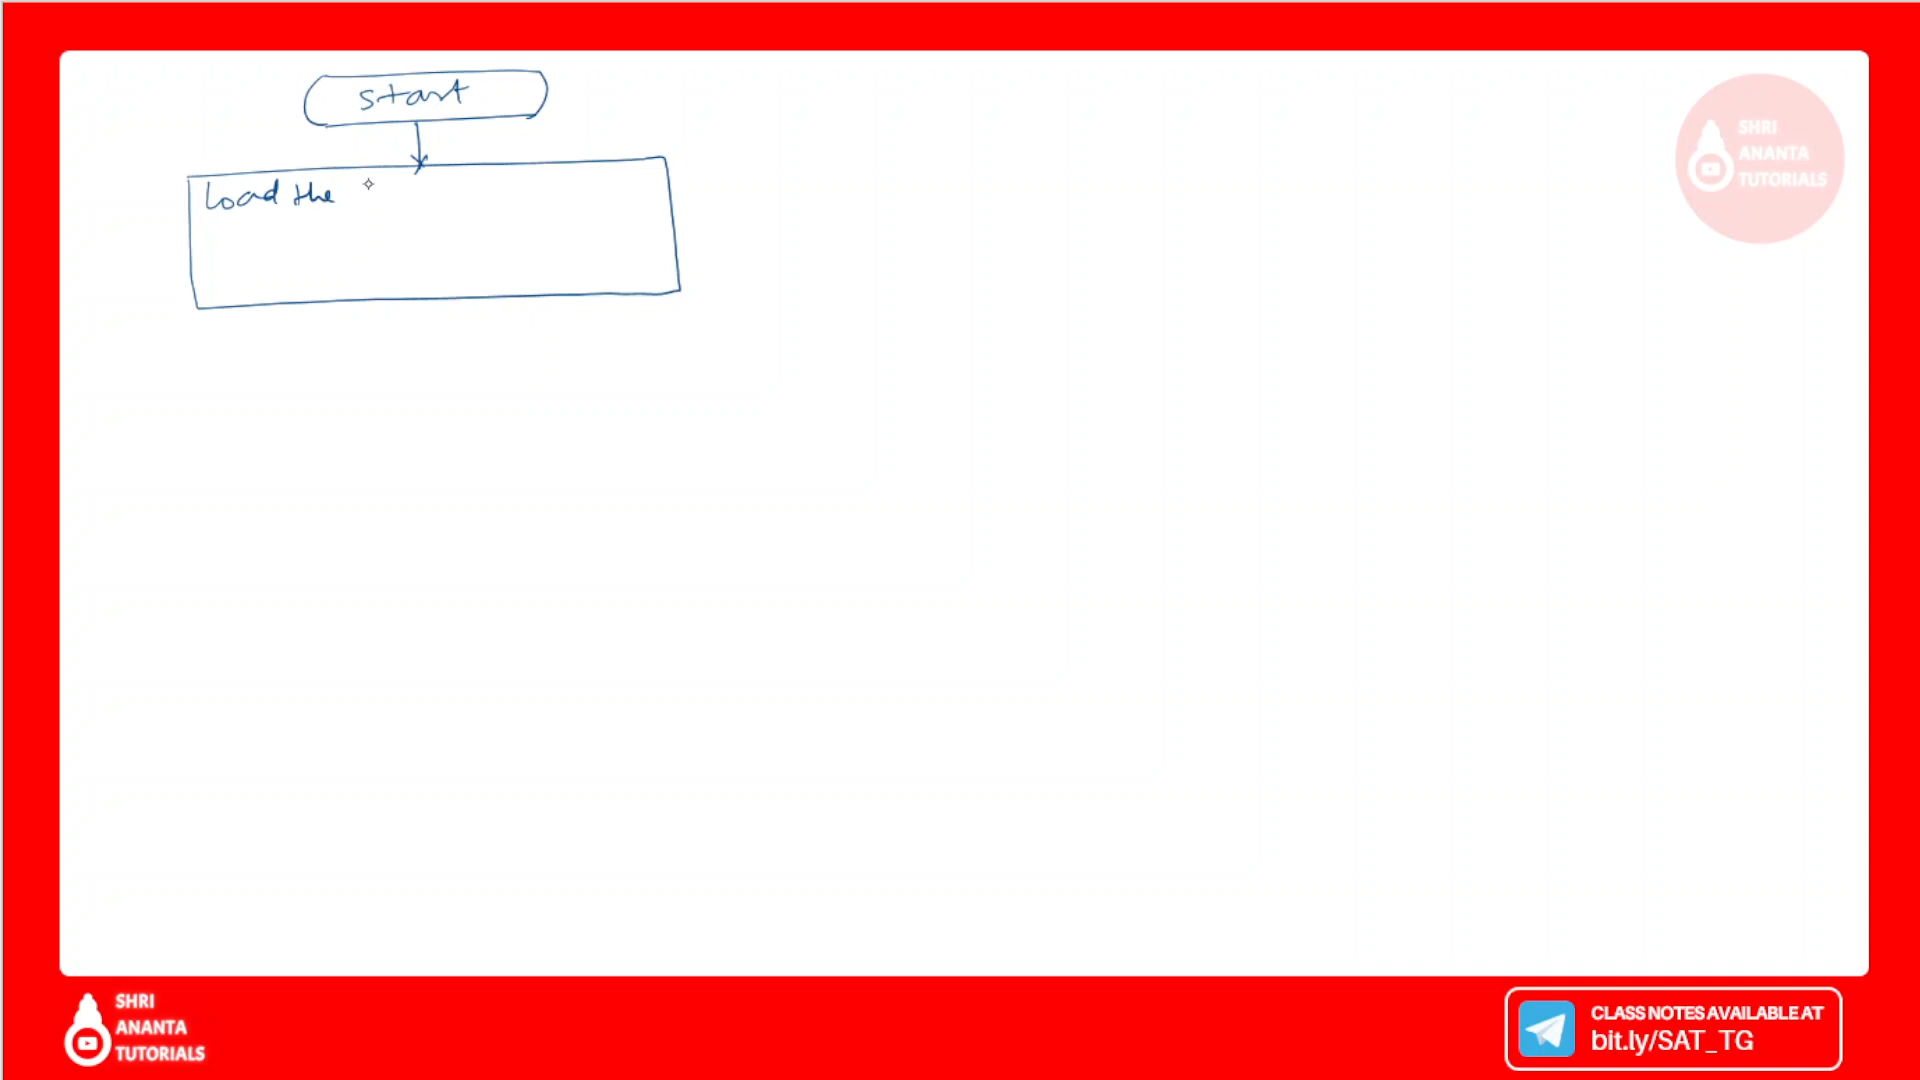 start
Load the
SHRI
ANANTA
TUTORIALS
SHRI
ANANTA
TUTORIALS
CLASS NOTES AVAILABLE AT
bit.ly/SAT_TG